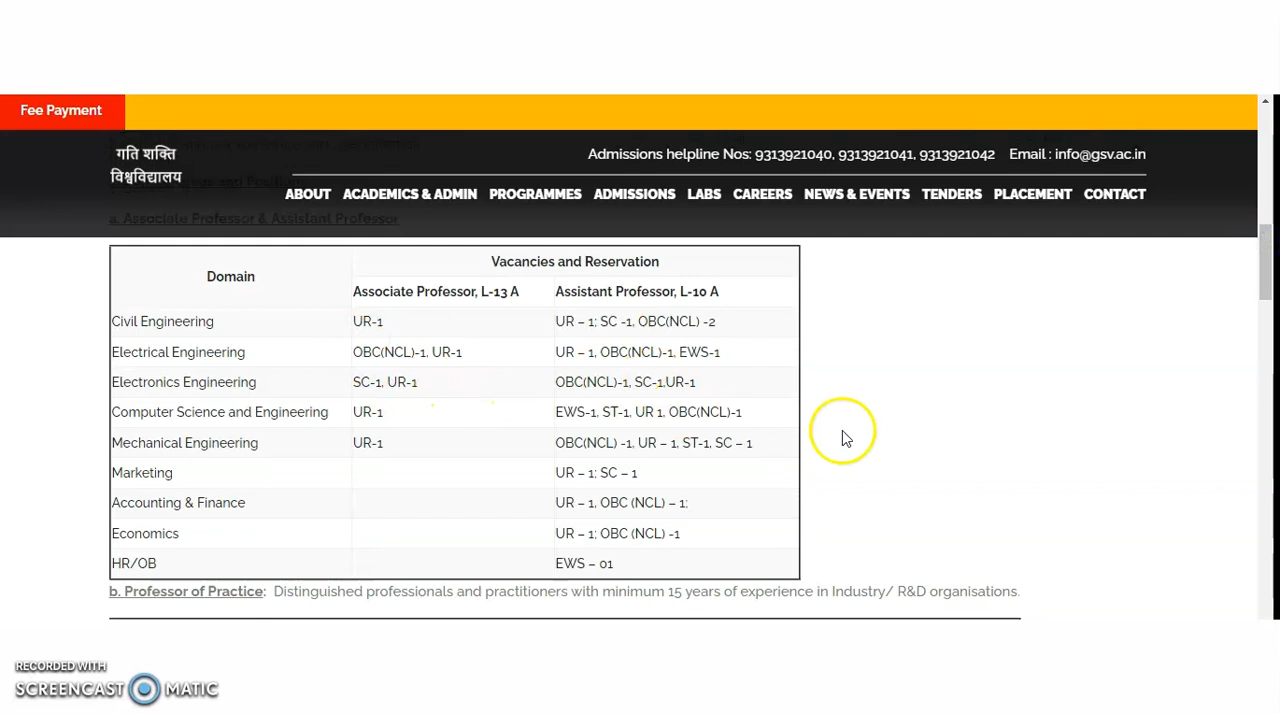 Fee Payment
गति शक्ति
विश्वविद्यालय
Admissions helpline Nos: 9313921040, 9313921041, 9313921042 Email : info@gsv.ac.in
ABOUT ACADEMICS & ADMIN PROGRAMMES ADMISSIONS LABS CAREERS NEWS & EVENTS TENDERS PLACEMENT CONTACT
a. Associate Professor & Assistant Professor
Domain Vacancies and Reservation
Associate Professor, L-13 A Assistant Professor, L-10 A
Civil Engineering UR-1 UR – 1; SC -1, OBC(NCL) -2
Electrical Engineering OBC(NCL)-1, UR-1 UR – 1, OBC(NCL)-1, EWS-1
Electronics Engineering SC-1, UR-1 OBC(NCL)-1, SC-1,UR-1
Computer Science and Engineering UR-1 EWS-1, ST-1, UR 1, OBC(NCL)-1
Mechanical Engineering UR-1 OBC(NCL) -1, UR – 1, ST-1, SC – 1
Marketing UR – 1; SC – 1
Accounting & Finance UR – 1, OBC (NCL) – 1;
Economics UR – 1; OBC (NCL) -1
HR/OB EWS – 01
b. Professor of Practice: Distinguished professionals and practitioners with minimum 15 years of experience in Industry/ R&D organisations.
RECORDED WITH
SCREENCAST MATIC